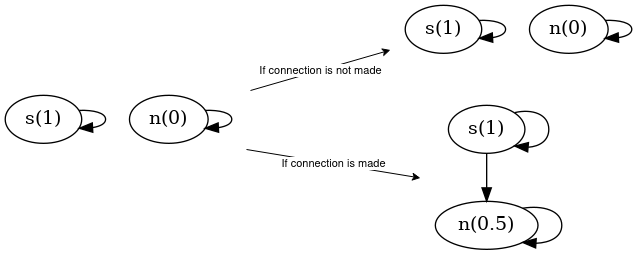 s(1)
n(0)
If connection is not made
s(1)
n(0)
If connection is made
s(1)
n(0.5)